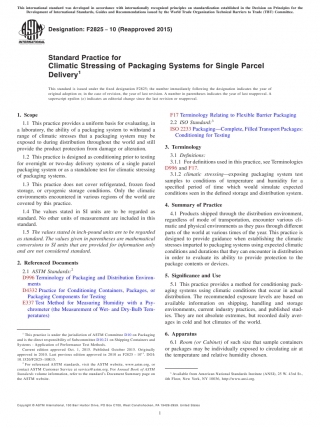 This international standard was developed in accordance with internationally recognized principles on standardization established in the Decision on Principles for the
Development of International Standards, Guides and Recommendations issued by the World Trade Organization Technical Barriers to Trade (TBT) Committee.
Designation: F2825 − 10 (Reapproved 2015)
Standard Practice for
Climatic Stressing of Packaging Systems for Single Parcel
Delivery1
This standard is issued under the fixed designation F2825; the number immediately following the designation indicates the year of
original adoption or, in the case of revision, the year of last revision. A number in parentheses indicates the year of last reapproval. A
superscript epsilon (ε) indicates an editorial change since the last revision or reapproval.
1. Scope
1.1 This practice provides a uniform basis for evaluating, in
a laboratory, the ability of a packaging system to withstand a
range of climatic stresses that a packaging system may be
exposed to during distribution throughout the world and still
provide the product protection from damage or alteration.
1.2 This practice is designed as conditioning prior to testing
for overnight or two-day delivery systems of a single parcel
packaging system or as a standalone test for climatic stressing
of packaging systems.
1.3 This practice does not cover refrigerated, frozen food
storage, or cryogenic storage conditions. Only the climatic
environments encountered in various regions of the world are
covered by this practice.
1.4 The values stated in SI units are to be regarded as
standard. No other units of measurement are included in this
standard.
1.5 The values stated in inch-pound units are to be regarded
as standard. The values given in parentheses are mathematical
conversions to SI units that are provided for information only
and are not considered standard.
2. Referenced Documents
2.1 ASTM Standards:2
D996 Terminology of Packaging and Distribution Environ-
ments
D4332 Practice for Conditioning Containers, Packages, or
Packaging Components for Testing
E337 Test Method for Measuring Humidity with a Psy-
chrometer (the Measurement of Wet- and Dry-Bulb Tem-
peratures)
1 This practice is under the jurisdiction of ASTM Committee D10 on Packaging
and is the direct responsibility of Subcommittee D10.21 on Shipping Containers and
Systems - Application of Performance Test Methods.
Current edition approved Oct. 1, 2015. Published October 2015. Originally
2 For referenced ASTM standards, visit the ASTM website, www.astm.org, or
contact ASTM Customer Service at service@astm.org. For Annual Book of ASTM
Standards volume information, refer to the standard's Document Summary page on
the ASTM website.
F17 Terminology Relating to Flexible Barrier Packaging
2.2 ISO Standard:3
ISO 2233 Packaging—Complete, Filled Transport Packages:
Conditioning for Testing
3. Terminology
3.1 Definitions:
3.1.1 For definitions used in this practice, see Terminologies
D996 and F17.
3.1.2 climatic stressing—exposing packaging system test
samples to conditions of temperature and humidity for a
specified period of time which would simulate expected
conditions seen in the defined storage and distribution system.
4. Summary of Practice
4.1 Products shipped through the distribution environment,
regardless of mode of transportation, encounter various cli-
matic and physical environments as they pass through different
parts of the world at various times of the year. This practice is
designed to provide guidance when establishing the climatic
stresses imparted to packaging systems using expected climatic
conditions and durations that they can encounter in distribution
in order to evaluate its ability to provide protection to the
package contents or devices.
5. Significance and Use
5.1 This practice provides a method for conditioning pack-
aging systems using climatic conditions that occur in actual
distribution. The recommended exposure levels are based on
available information on shipping, handling and storage
environments, current industry practices, and published stud-
ies. They are not absolute extremes, but recorded daily aver-
ages in cold and hot climates of the world.
6. Apparatus
6.1 Room (or Cabinet) of such size that sample containers
or packages may be individually exposed to circulating air at
the temperature and relative humidity chosen.
3 Available from American National Standards Institute (ANSI), 25 W. 43rd St.,
4th Floor, New York, NY 10036, http://www.ansi.org.
Copyright © ASTM International, 100 Barr Harbor Drive, PO Box C700, West Conshohocken, PA 19428-2959. United States
1